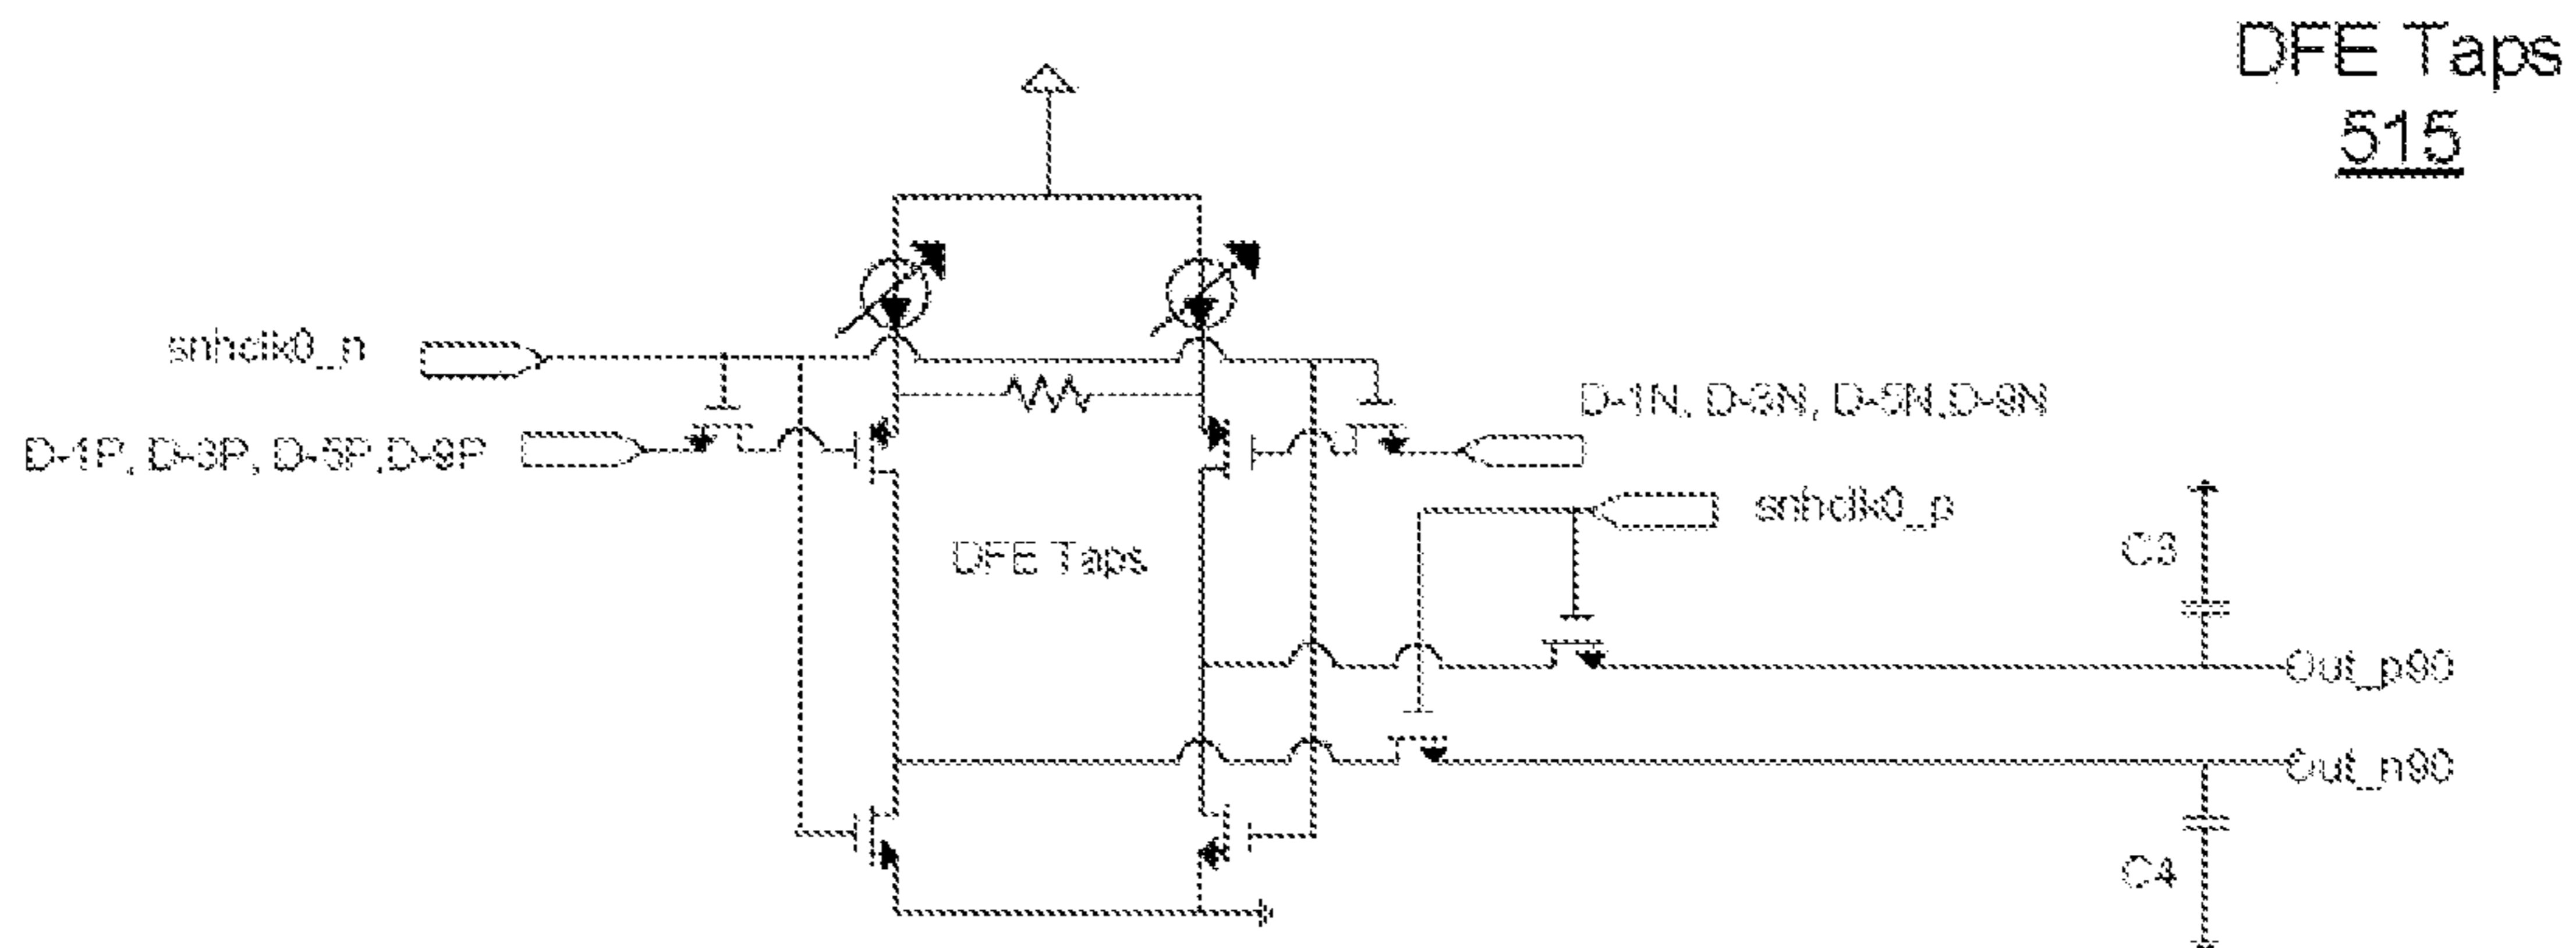 DFE Taps
515
snhclk0_n
D-1N, D-3N, D-5N,D-9N
D-1P, D-3P, D-5P,D-9P
snhclk0_p
DFE Taps
C3
Out_p90
Out_n90
C4